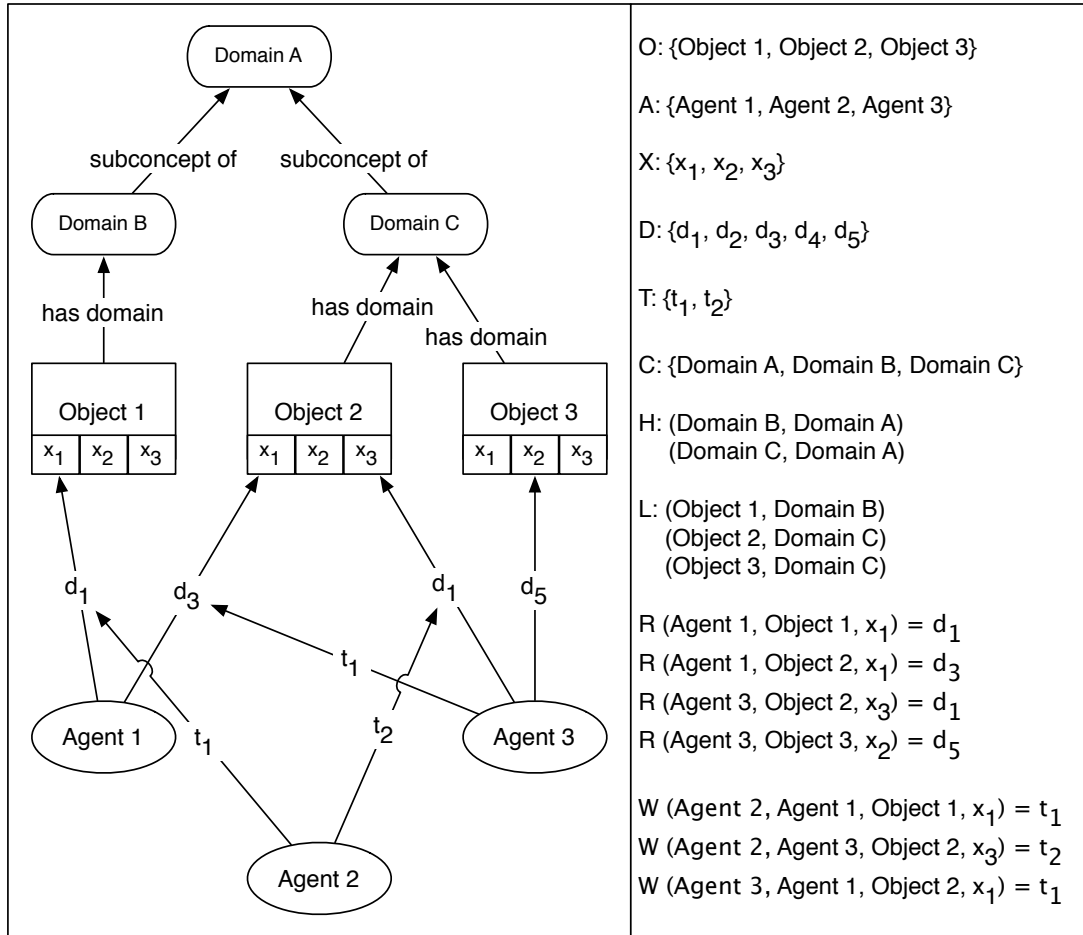 Domain A
subconcept of subconcept of
Domain B Domain C
has domain has domain has domain
Object 1 Object 2 Object 3
x₁ x₂ x₃ x₁ x₂ x₃ x₁ x₂ x₃
d₁ d₃ d₁ d₅
t₁
t₁ t₂
Agent 1 Agent 3
Agent 2
O: {Object 1, Object 2, Object 3}
A: {Agent 1, Agent 2, Agent 3}
X: {x₁, x₂, x₃}
D: {d₁, d₂, d₃, d₄, d₅}
T: {t₁, t₂}
C: {Domain A, Domain B, Domain C}
H: (Domain B, Domain A)
(Domain C, Domain A)
L: (Object 1, Domain B)
(Object 2, Domain C)
(Object 3, Domain C)
R (Agent 1, Object 1, x₁) = d₁
R (Agent 1, Object 2, x₁) = d₃
R (Agent 3, Object 2, x₃) = d₁
R (Agent 3, Object 3, x₂) = d₅
W (Agent 2, Agent 1, Object 1, x₁) = t₁
W (Agent 2, Agent 3, Object 2, x₃) = t₂
W (Agent 3, Agent 1, Object 2, x₁) = t₁